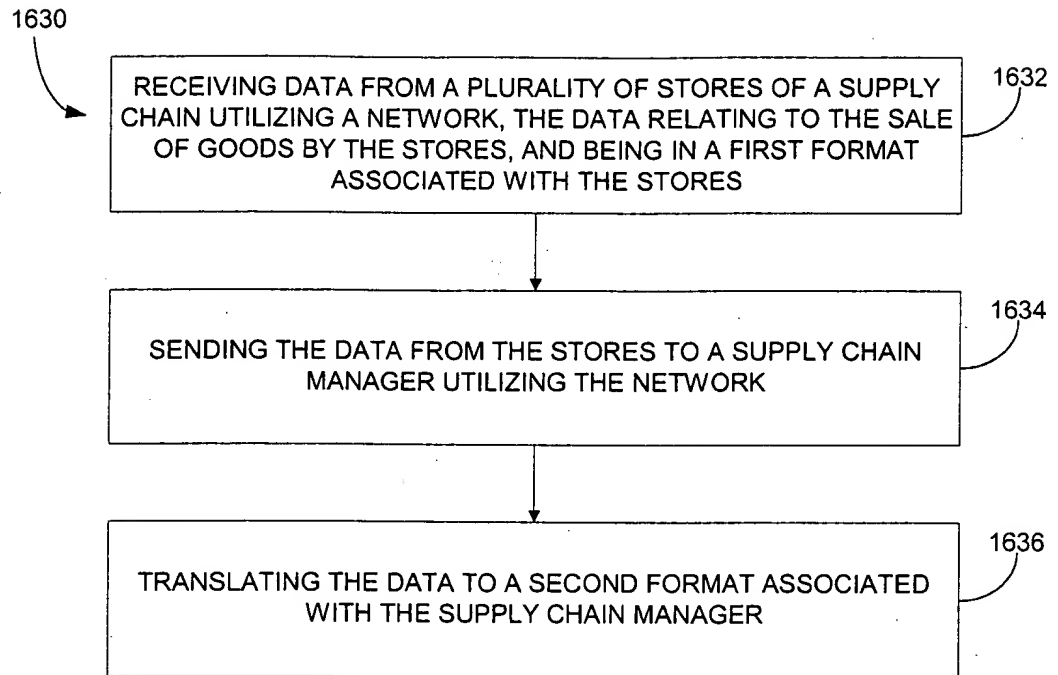 1630
RECEIVING DATA FROM A PLURALITY OF STORES OF A SUPPLY
CHAIN UTILIZING A NETWORK, THE DATA RELATING TO THE SALE
OF GOODS BY THE STORES, AND BEING IN A FIRST FORMAT
ASSOCIATED WITH THE STORES
1632
SENDING THE DATA FROM THE STORES TO A SUPPLY CHAIN
MANAGER UTILIZING THE NETWORK
1634
TRANSLATING THE DATA TO A SECOND FORMAT ASSOCIATED
WITH THE SUPPLY CHAIN MANAGER
1636